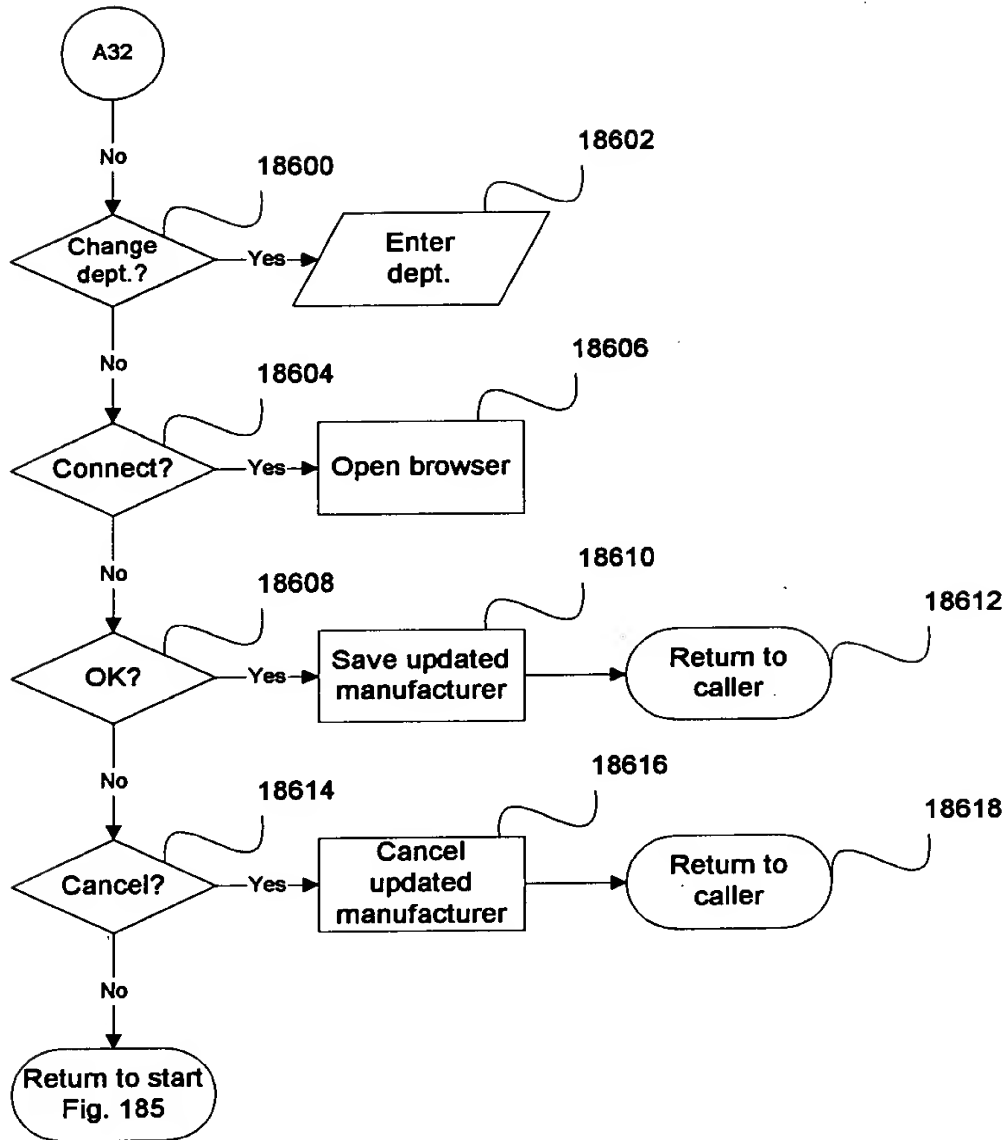 A32
No
18600
18602
Change
dept.?
Yes
Enter
dept.
No
18604
18606
Connect?
Yes
Open browser
No
18608
18610
18612
OK?
Yes
Save updated
manufacturer
Return to
caller
No
18614
18616
18618
Cancel?
Yes
Cancel
updated
manufacturer
Return to
caller
No
Return to start
Fig. 185